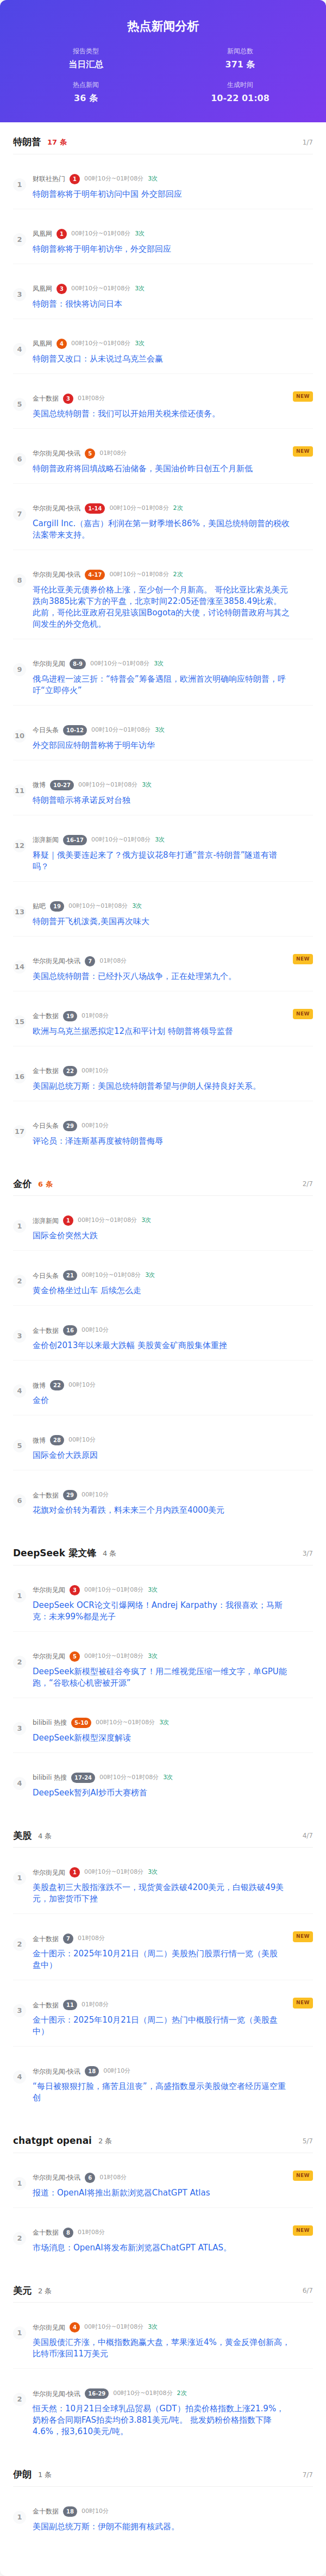 热点新闻分析
报告类型
新闻总数
当日汇总
371 条
热点新闻
生成时间
36 条
10-22 01:08
特朗普 17 条 1/7
1
财联社热门 1 00时10分~01时08分 3次
特朗普称将于明年初访问中国 外交部回应
2
凤凰网 1 00时10分~01时08分 3次
特朗普称将于明年初访华，外交部回应
3
凤凰网 3 00时10分~01时08分 3次
特朗普：很快将访问日本
4
凤凰网 4 00时10分~01时08分 3次
特朗普又改口：从未说过乌克兰会赢
5
金十数据 3 01时08分 NEW
美国总统特朗普：我们可以开始用关税来偿还债务。
6
华尔街见闻-快讯 5 01时08分 NEW
特朗普政府将回填战略石油储备，美国油价昨日创五个月新低
7
华尔街见闻-快讯 1-14 00时10分~01时08分 2次
Cargill Inc.（嘉吉）利润在第一财季增长86%，美国总统特朗普的税收
法案带来支持。
8
华尔街见闻-快讯 4-17 00时10分~01时08分 2次
哥伦比亚美元债券价格上涨，至少创一个月新高。 哥伦比亚比索兑美元
跌向3885比索下方的平盘，北京时间22:05还曾涨至3858.49比索。
此前，哥伦比亚政府召见驻该国Bogota的大使，讨论特朗普政府与其之
间发生的外交危机。
9
华尔街见闻 8-9 00时10分~01时08分 3次
俄乌进程一波三折：“特普会”筹备遇阻，欧洲首次明确响应特朗普，呼
吁“立即停火”
10
今日头条 10-12 00时10分~01时08分 3次
外交部回应特朗普称将于明年访华
11
微博 10-27 00时10分~01时08分 3次
特朗普暗示将承诺反对台独
12
澎湃新闻 16-17 00时10分~01时08分 3次
释疑｜俄美要连起来了？俄方提议花8年打通“普京-特朗普”隧道有谱
吗？
13
贴吧 19 00时10分~01时08分 3次
特朗普开飞机泼粪,美国再次味大
14
华尔街见闻-快讯 7 01时08分 NEW
美国总统特朗普：已经扑灭八场战争，正在处理第九个。
15
金十数据 19 01时08分 NEW
欧洲与乌克兰据悉拟定12点和平计划 特朗普将领导监督
16
金十数据 22 00时10分
美国副总统万斯：美国总统特朗普希望与伊朗人保持良好关系。
17
今日头条 29 00时10分
评论员：泽连斯基再度被特朗普侮辱
金价 6 条 2/7
1
澎湃新闻 1 00时10分~01时08分 3次
国际金价突然大跌
2
今日头条 21 00时10分~01时08分 3次
黄金价格坐过山车 后续怎么走
3
金十数据 16 00时10分
金价创2013年以来最大跌幅 美股黄金矿商股集体重挫
4
微博 22 00时10分
金价
5
微博 28 00时10分
国际金价大跌原因
6
金十数据 29 00时10分
花旗对金价转为看跌，料未来三个月内跌至4000美元
DeepSeek 梁文锋 4 条 3/7
1
华尔街见闻 3 00时10分~01时08分 3次
DeepSeek OCR论文引爆网络！Andrej Karpathy：我很喜欢；马斯
克：未来99%都是光子
2
华尔街见闻 5 00时10分~01时08分 3次
DeepSeek新模型被硅谷夸疯了！用二维视觉压缩一维文字，单GPU能
跑，“谷歌核心机密被开源”
3
bilibili 热搜 5-10 00时10分~01时08分 3次
DeepSeek新模型深度解读
4
bilibili 热搜 17-24 00时10分~01时08分 3次
DeepSeek暂列AI炒币大赛榜首
美股 4 条 4/7
1
华尔街见闻 1 00时10分~01时08分 3次
美股盘初三大股指涨跌不一，现货黄金跌破4200美元，白银跌破49美
元，加密货币下挫
2
金十数据 7 01时08分 NEW
金十图示：2025年10月21日（周二）美股热门股票行情一览（美股
盘中）
3
金十数据 11 01时08分 NEW
金十图示：2025年10月21日（周二）热门中概股行情一览（美股盘
中）
4
华尔街见闻-快讯 18 00时10分
“每日被狠狠打脸，痛苦且沮丧”，高盛指数显示美股做空者经历逼空重
创
chatgpt openai 2 条 5/7
1
华尔街见闻-快讯 6 01时08分 NEW
报道：OpenAI将推出新款浏览器ChatGPT Atlas
2
金十数据 8 01时08分 NEW
市场消息：OpenAI将发布新浏览器ChatGPT ATLAS。
美元 2 条 6/7
1
华尔街见闻 4 00时10分~01时08分 3次
美国股债汇齐涨，中概指数跑赢大盘，苹果涨近4%，黄金反弹创新高，
比特币涨回11万美元
2
华尔街见闻-快讯 16-29 00时10分~01时08分 2次
恒天然：10月21日全球乳品贸易（GDT）拍卖价格指数上涨21.9%，
奶粉各合同期FAS拍卖均价3.881美元/吨。 批发奶粉价格指数下降
4.6%，报3,610美元/吨。
伊朗 1 条 7/7
1
金十数据 18 00时10分
美国副总统万斯：伊朗不能拥有核武器。